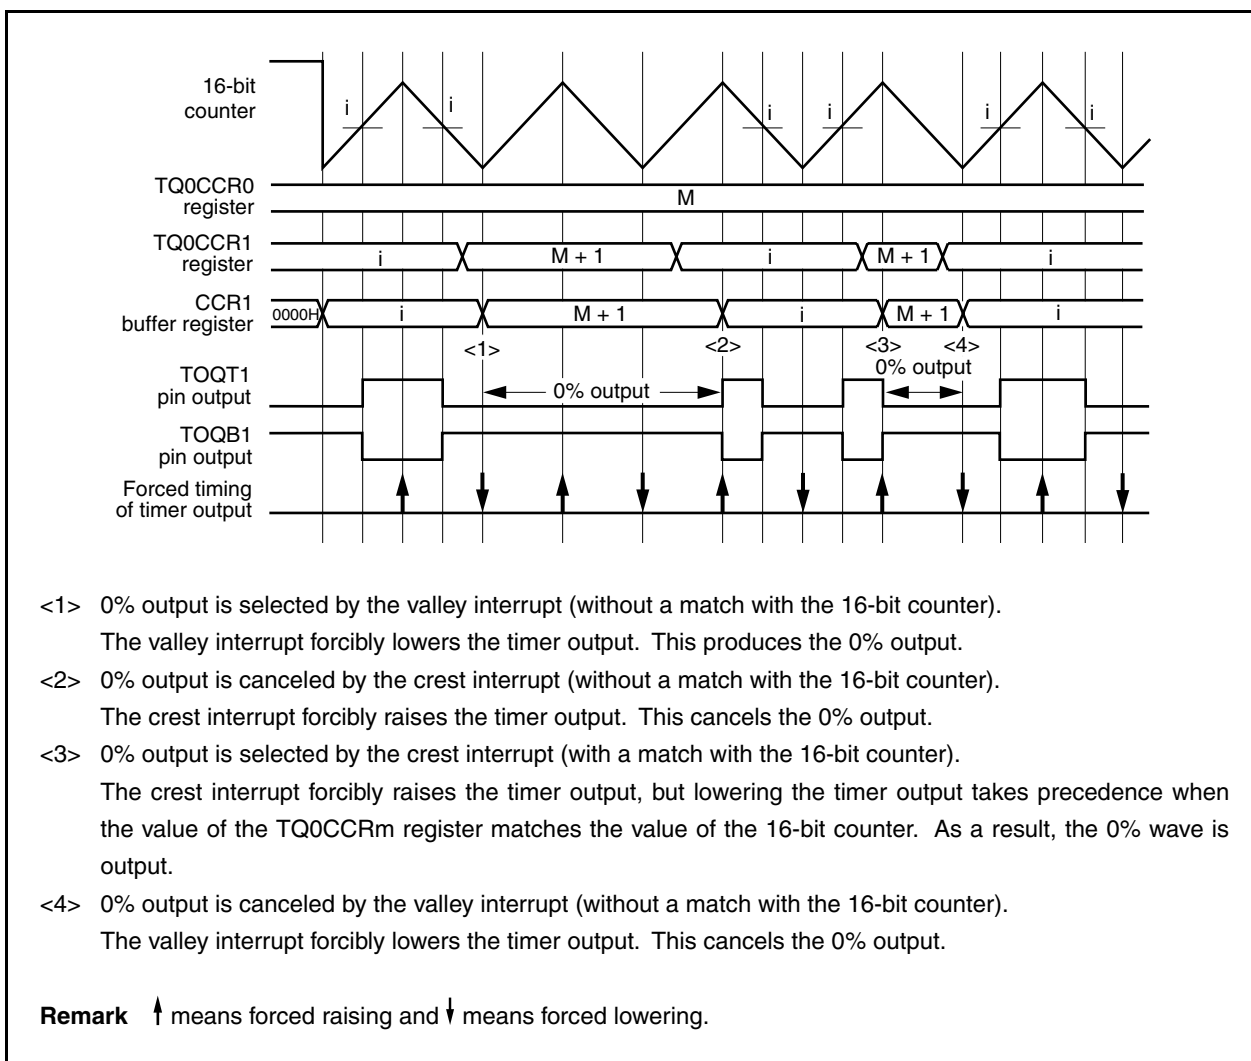 16-bit
counter
i
i
i
i
i
i
TQ0CCR0
register
M
TQ0CCR1
register
i
M + 1
i
M + 1
i
CCR1
buffer register
0000H
i
M + 1
i
M + 1
i
<1>
<2>
<3>
<4>
TOQT1
pin output
0% output
0% output
TOQB1
pin output
Forced timing
of timer output
<1> 0% output is selected by the valley interrupt (without a match with the 16-bit counter).
The valley interrupt forcibly lowers the timer output. This produces the 0% output.
<2> 0% output is canceled by the crest interrupt (without a match with the 16-bit counter).
The crest interrupt forcibly raises the timer output. This cancels the 0% output.
<3> 0% output is selected by the crest interrupt (with a match with the 16-bit counter).
The crest interrupt forcibly raises the timer output, but lowering the timer output takes precedence when
the value of the TQ0CCRm register matches the value of the 16-bit counter. As a result, the 0% wave is
output.
<4> 0% output is canceled by the valley interrupt (without a match with the 16-bit counter).
The valley interrupt forcibly lowers the timer output. This cancels the 0% output.
Remark ↑ means forced raising and ↓ means forced lowering.